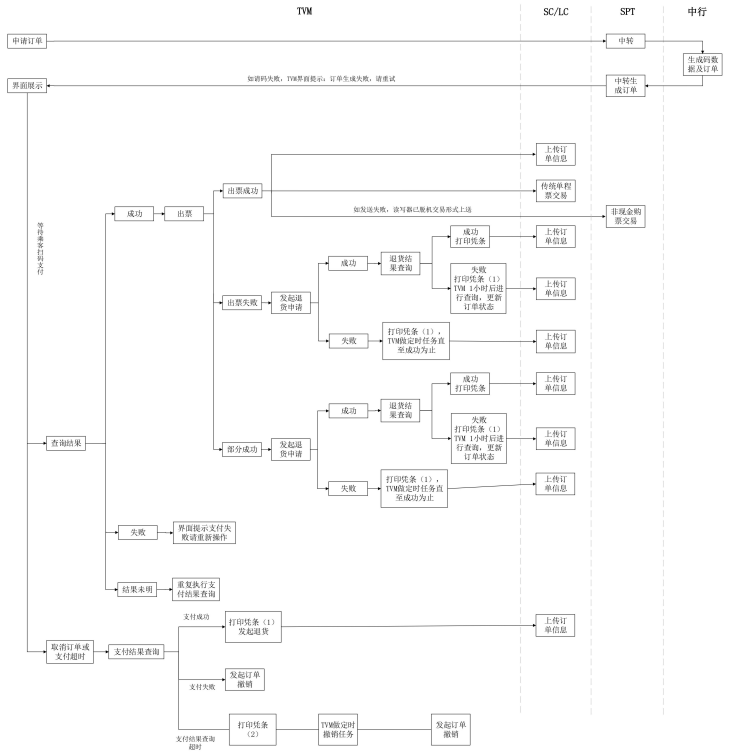 TVM
SC/LC
SPT
中行
申请订单
中转
生成码数
据及订单
如请码失败，TVM界面提示：订单生成失败，请重试
界面展示
中转生
成订单
上传订
单信息
出票成功
传统单程
票交易
成功
出票
如发送失败，读写器已脱机交易形式上送
非现金购
票交易
等待乘客扫码支付
成功
打印凭条
上传订
单信息
成功
退货结
果查询
失败
打印凭条（1）
TVM 1小时后进
行查询，更新
订单状态
上传订
单信息
出票失败
发起退
货申请
失败
打印凭条（1），
TVM做定时任务直
至成功为止
上传订
单信息
成功
打印凭条
上传订
单信息
成功
退货结
果查询
失败
打印凭条（1）
TVM 1小时后进
行查询，更新
订单状态
上传订
单信息
查询结果
部分成功
发起退
货申请
失败
打印凭条（1），
TVM做定时任务直
至成功为止
上传订
单信息
失败
界面提示支付失
败请重新操作
结果未明
重复执行支
付结果查询
支付成功
打印凭条（1）
发起退货
上传订
单信息
取消订单或
支付超时
支付结果查询
支付失败
发起订单
撤销
支付结果查询
超时
打印凭条
（2）
TVM做定时
撤销任务
发起订单
撤销